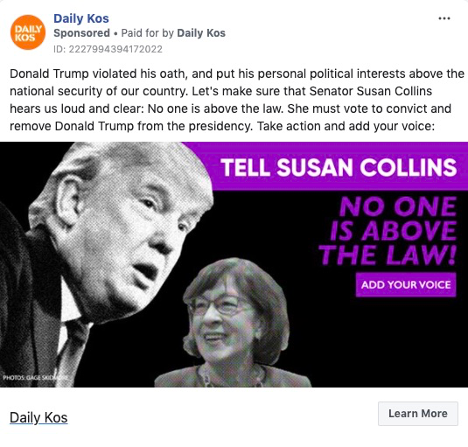 DAILY
KOS
Daily Kos
Sponsored • Paid for by Daily Kos
ID: 2227994394172022
Donald Trump violated his oath, and put his personal political interests above the
national security of our country. Let's make sure that Senator Susan Collins
hears us loud and clear: No one is above the law. She must vote to convict and
remove Donald Trump from the presidency. Take action and add your voice:
TELL SUSAN COLLINS
NO ONE
IS ABOVE
THE LAW!
ADD YOUR VOICE
PHOTOS: GAGE
Daily Kos
Learn More